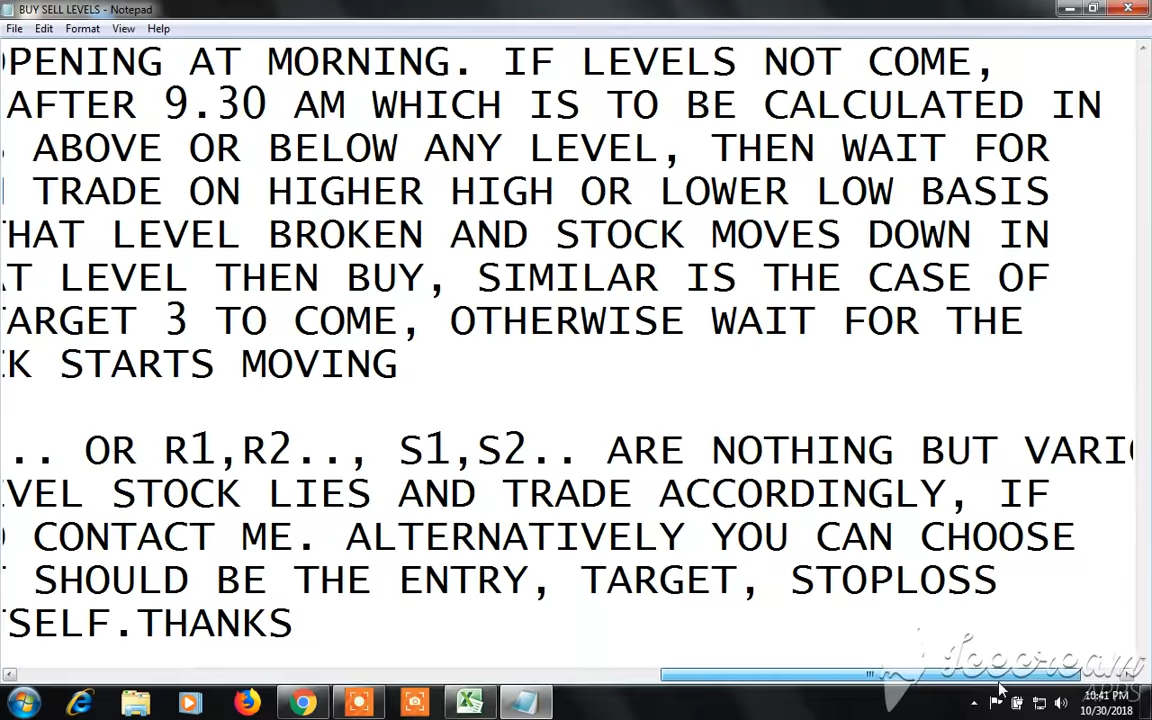 BUY SELL LEVELS - Notepad
File Edit Format View Help
PENING AT MORNING. IF LEVELS NOT COME,
AFTER 9.30 AM WHICH IS TO BE CALCULATED IN
ABOVE OR BELOW ANY LEVEL, THEN WAIT FOR
TRADE ON HIGHER HIGH OR LOWER LOW BASIS
HAT LEVEL BROKEN AND STOCK MOVES DOWN IN
T LEVEL THEN BUY, SIMILAR IS THE CASE OF
ARGET 3 TO COME, OTHERWISE WAIT FOR THE
K STARTS MOVING
.. OR R1,R2.., S1,S2.. ARE NOTHING BUT VARI
VEL STOCK LIES AND TRADE ACCORDINGLY, IF
CONTACT ME. ALTERNATIVELY YOU CAN CHOOSE
SHOULD BE THE ENTRY, TARGET, STOPLOSS
SELF.THANKS
Icecream
APPS
10:41 PM
10/30/2018